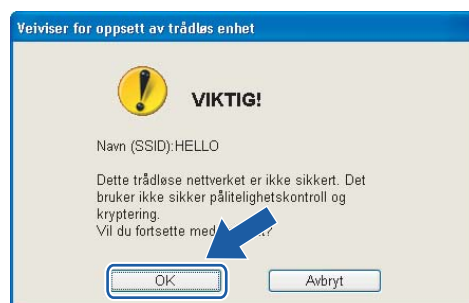 Veiviser for oppsett av trådløs enhet
VIKTIG!
Navn (SSID):HELLO
Dette trådløse nettverket er ikke sikkert. Det
bruker ikke sikker pålitelighetskontroll og
kryptering.
Vil du fortsette med
OK
Avbryt